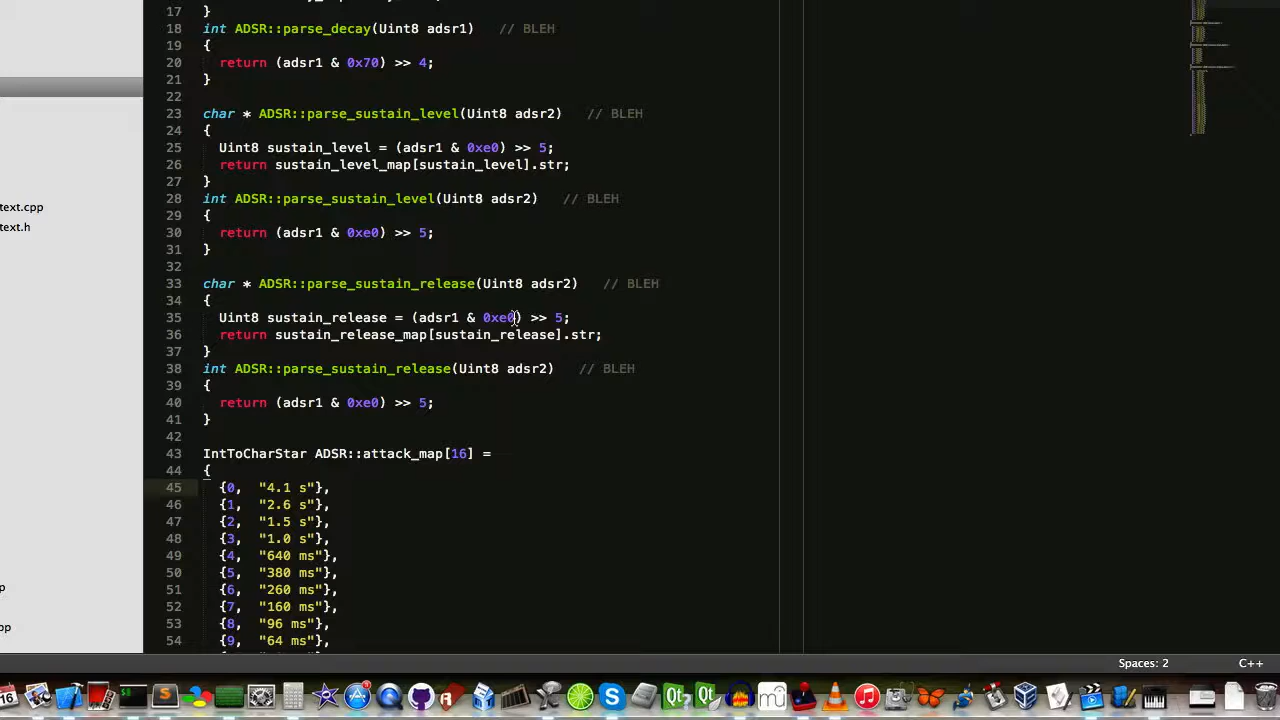 17 }
18 int ADSR::parse_decay(Uint8 adsr1) // BLEH
19 {
20 return (adsr1 & 0x70) >> 4;
21 }
22
23 char * ADSR::parse_sustain_level(Uint8 adsr2) // BLEH
24 {
25 Uint8 sustain_level = (adsr1 & 0xe0) >> 5;
26 return sustain_level_map[sustain_level].str;
27 }
28 int ADSR::parse_sustain_level(Uint8 adsr2) // BLEH
29 {
text.cpp
text.h
30 return (adsr1 & 0xe0) >> 5;
31 }
32
33 char * ADSR::parse_sustain_release(Uint8 adsr2) // BLEH
34 {
35 Uint8 sustain_release = (adsr1 & 0xe0) >> 5;
36 return sustain_release_map[sustain_release].str;
37 }
38 int ADSR::parse_sustain_release(Uint8 adsr2) // BLEH
39 {
40 return (adsr1 & 0xe0) >> 5;
41 }
42
43 IntToCharStar ADSR::attack_map[16] =
44 {
45 {0, "4.1 s"},
46 {1, "2.6 s"},
47 {2, "1.5 s"},
48 {3, "1.0 s"},
49 {4, "640 ms"},
50 {5, "380 ms"},
51 {6, "260 ms"},
52 {7, "160 ms"},
53 {8, "96 ms"},
54 {9, "64 ms"},
Spaces: 2 C++